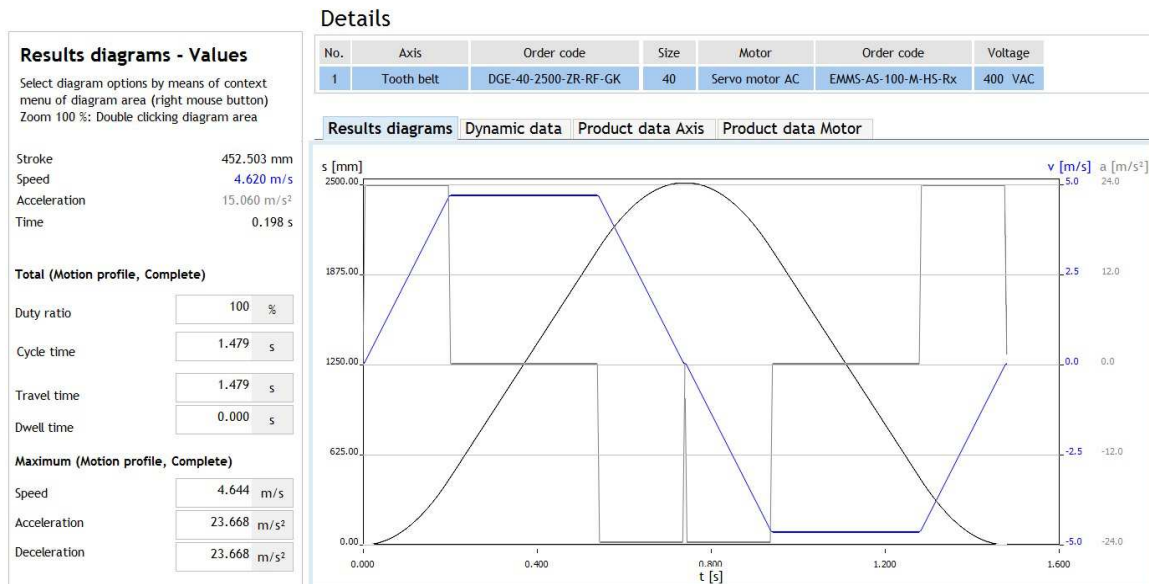 Details
Results diagrams - Values
Select diagram options by means of context
menu of diagram area (right mouse button)
Zoom 100 %: Double clicking diagram area
Stroke 452.503 mm
Speed 4.620 m/s
Acceleration 15.060 m/s²
Time 0.198 s
Total (Motion profile, Complete)
Duty ratio 100 %
Cycle time 1.479 s
Travel time 1.479 s
Dwell time 0.000 s
Maximum (Motion profile, Complete)
Speed 4.644 m/s
Acceleration 23.668 m/s²
Deceleration 23.668 m/s²
No. Axis Order code Size Motor Order code Voltage
1 Tooth belt DGE-40-2500-ZR-RF-GK 40 Servo motor AC EMMS-AS-100-M-HS-Rx 400 VAC
Results diagrams Dynamic data Product data Axis Product data Motor
s [mm] v [m/s] a [m/s²]
2500.00 5.0 24.0
1875.00 2.5 12.0
1250.00 0.0 0.0
625.00 -2.5 -12.0
0.00 -5.0 -24.0
0.000 0.400 0.800 1.200 1.600
t [s]